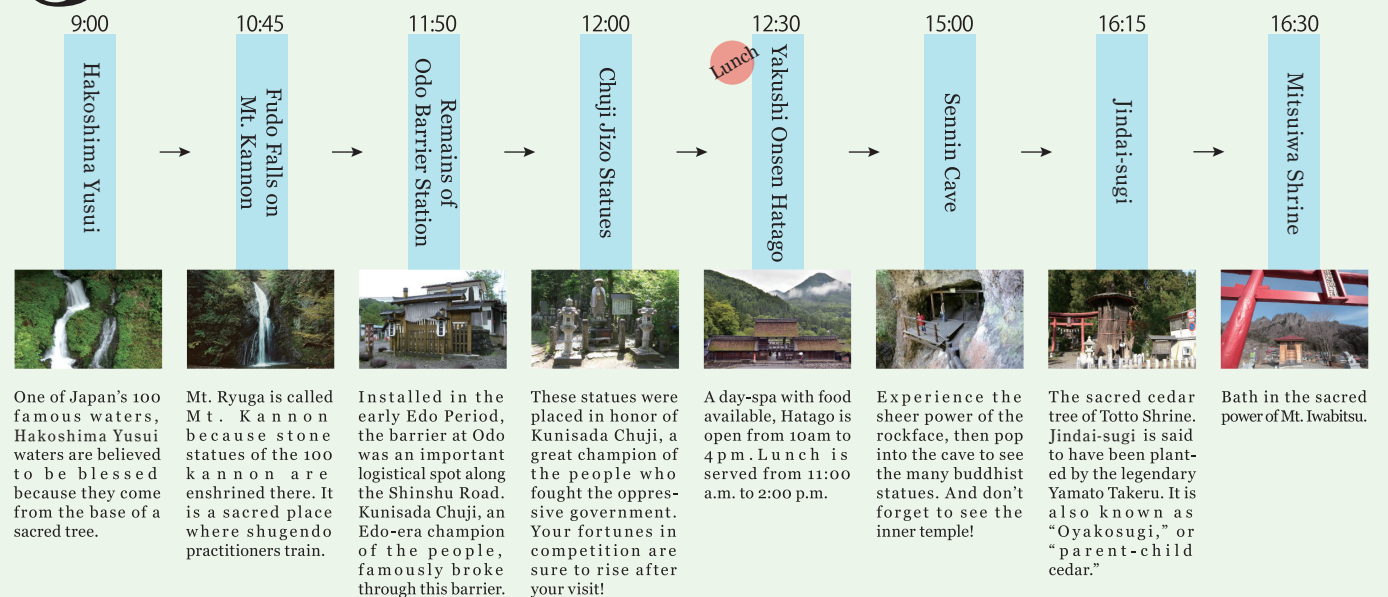 9:00
Hakoshima Yusui
One of Japan's 100
famous waters,
Hakoshima Yusui
waters are believed
to be blessed
because they come
from the base of a
sacred tree.
10:45
Fudo Falls on
Mt. Kannon
Mt. Ryuga is called
Mt. Kannon
because stone
statues of the 100
kannon are
enshrined there. It
is a sacred place
where shugendo
practitioners train.
11:50
Remains of
Odo Barrier Station
Installed in the
early Edo Period,
the barrier at Odo
was an important
logistical spot along
the Shinshu Road.
Kunisada Chuji, an
Edo-era champion
of the people,
famously broke
through this barrier.
12:00
Chuji Jizo Statues
These statues were
placed in honor of
Kunisada Chuji, a
great champion of
the people who
fought the oppres-
sive government.
Your fortunes in
competition are
sure to rise after
your visit!
12:30
Lunch
Yakushi Onsen Hatago
A day-spa with food
available, Hatago is
open from 10am to
4pm. Lunch is
served from 11:00
a.m. to 2:00 p.m.
15:00
Sennin Cave
Experience the
sheer power of the
rockface, then pop
into the cave to see
the many buddhist
statues. And don't
forget to see the
inner temple!
16:15
Jindai-sugi
The sacred cedar
tree of Totto Shrine.
Jindai-sugi is said
to have been plant-
ed by the legendary
Yamato Takeru. It is
also known as
“Oyakosugi,” or
“parent-child
cedar.”
16:30
Mitsuiwa Shrine
Bath in the sacred
power of Mt. Iwabitsu.